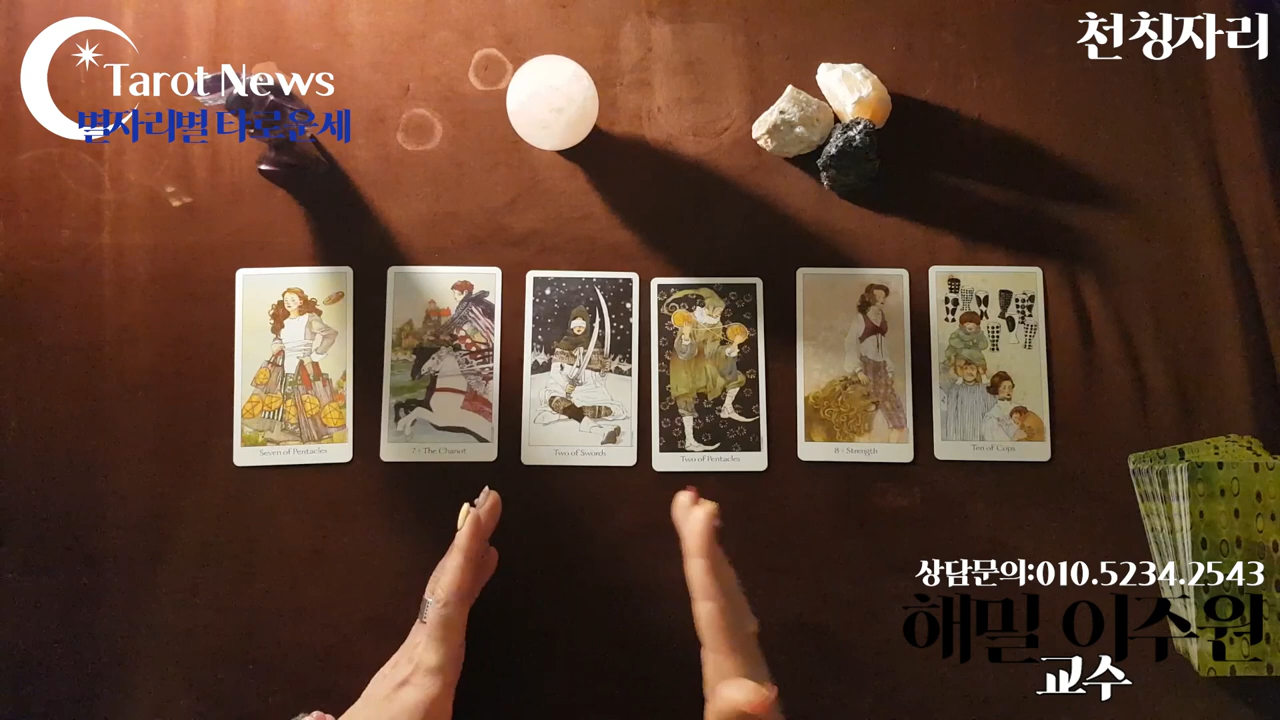 천칭자리
Tarot News
별자리별 타로운세
Seven of Pentacles
7 - The Chariot
Two of Swords
Two of Pentacles
8 - Strength
Ten of Cups
상담문의:010.5234.2543
해밀 이주원
교수